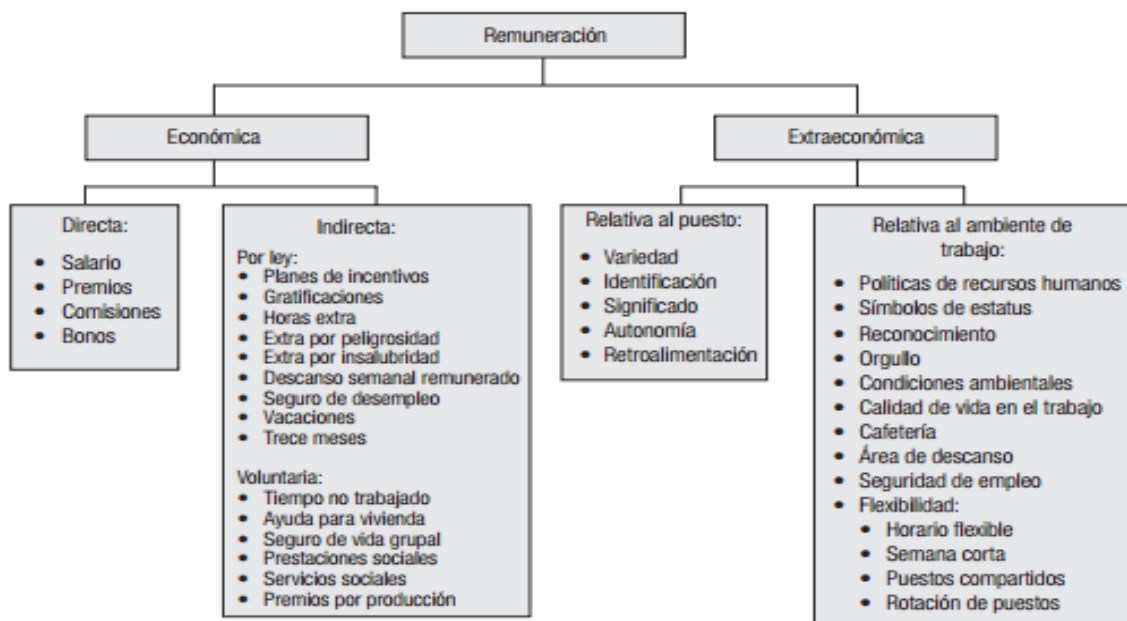 Remuneración
Económica
Extraeconómica
Directa:
• Salario
• Premios
• Comisiones
• Bonos
Indirecta:
Por ley:
• Planes de incentivos
• Gratificaciones
• Horas extra
• Extra por peligrosidad
• Extra por insalubridad
• Descanso semanal remunerado
• Seguro de desempleo
• Vacaciones
• Trece meses
Voluntaria:
• Tiempo no trabajado
• Ayuda para vivienda
• Seguro de vida grupal
• Prestaciones sociales
• Servicios sociales
• Premios por producción
Relativa al puesto:
• Variedad
• Identificación
• Significado
• Autonomía
• Retroalimentación
Relativa al ambiente de
trabajo:
• Políticas de recursos humanos
• Símbolos de estatus
• Reconocimiento
• Orgullo
• Condiciones ambientales
• Calidad de vida en el trabajo
• Cafetería
• Área de descanso
• Seguridad de empleo
• Flexibilidad:
• Horario flexible
• Semana corta
• Puestos compartidos
• Rotación de puestos